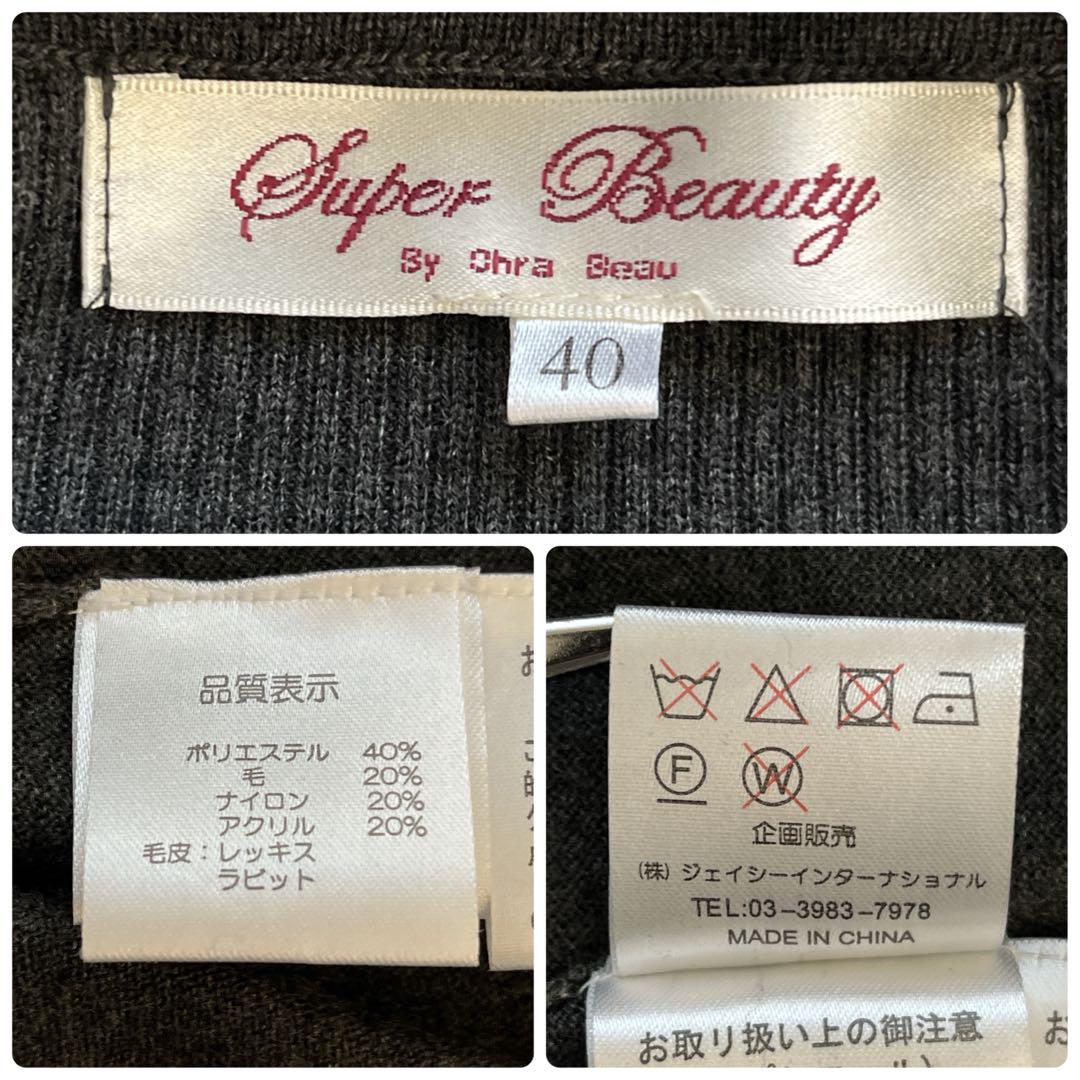 Super Beauty
By Ohra Beau
40
品質表示
ポリエステル 40%
毛 20%
ナイロン 20%
アクリル 20%
毛皮：レッキス
ラビット
F
W
企画販売
(株) ジェイシーインターナショナル
TEL:03-3983-7978
MADE IN CHINA
お取り扱い上の御注意